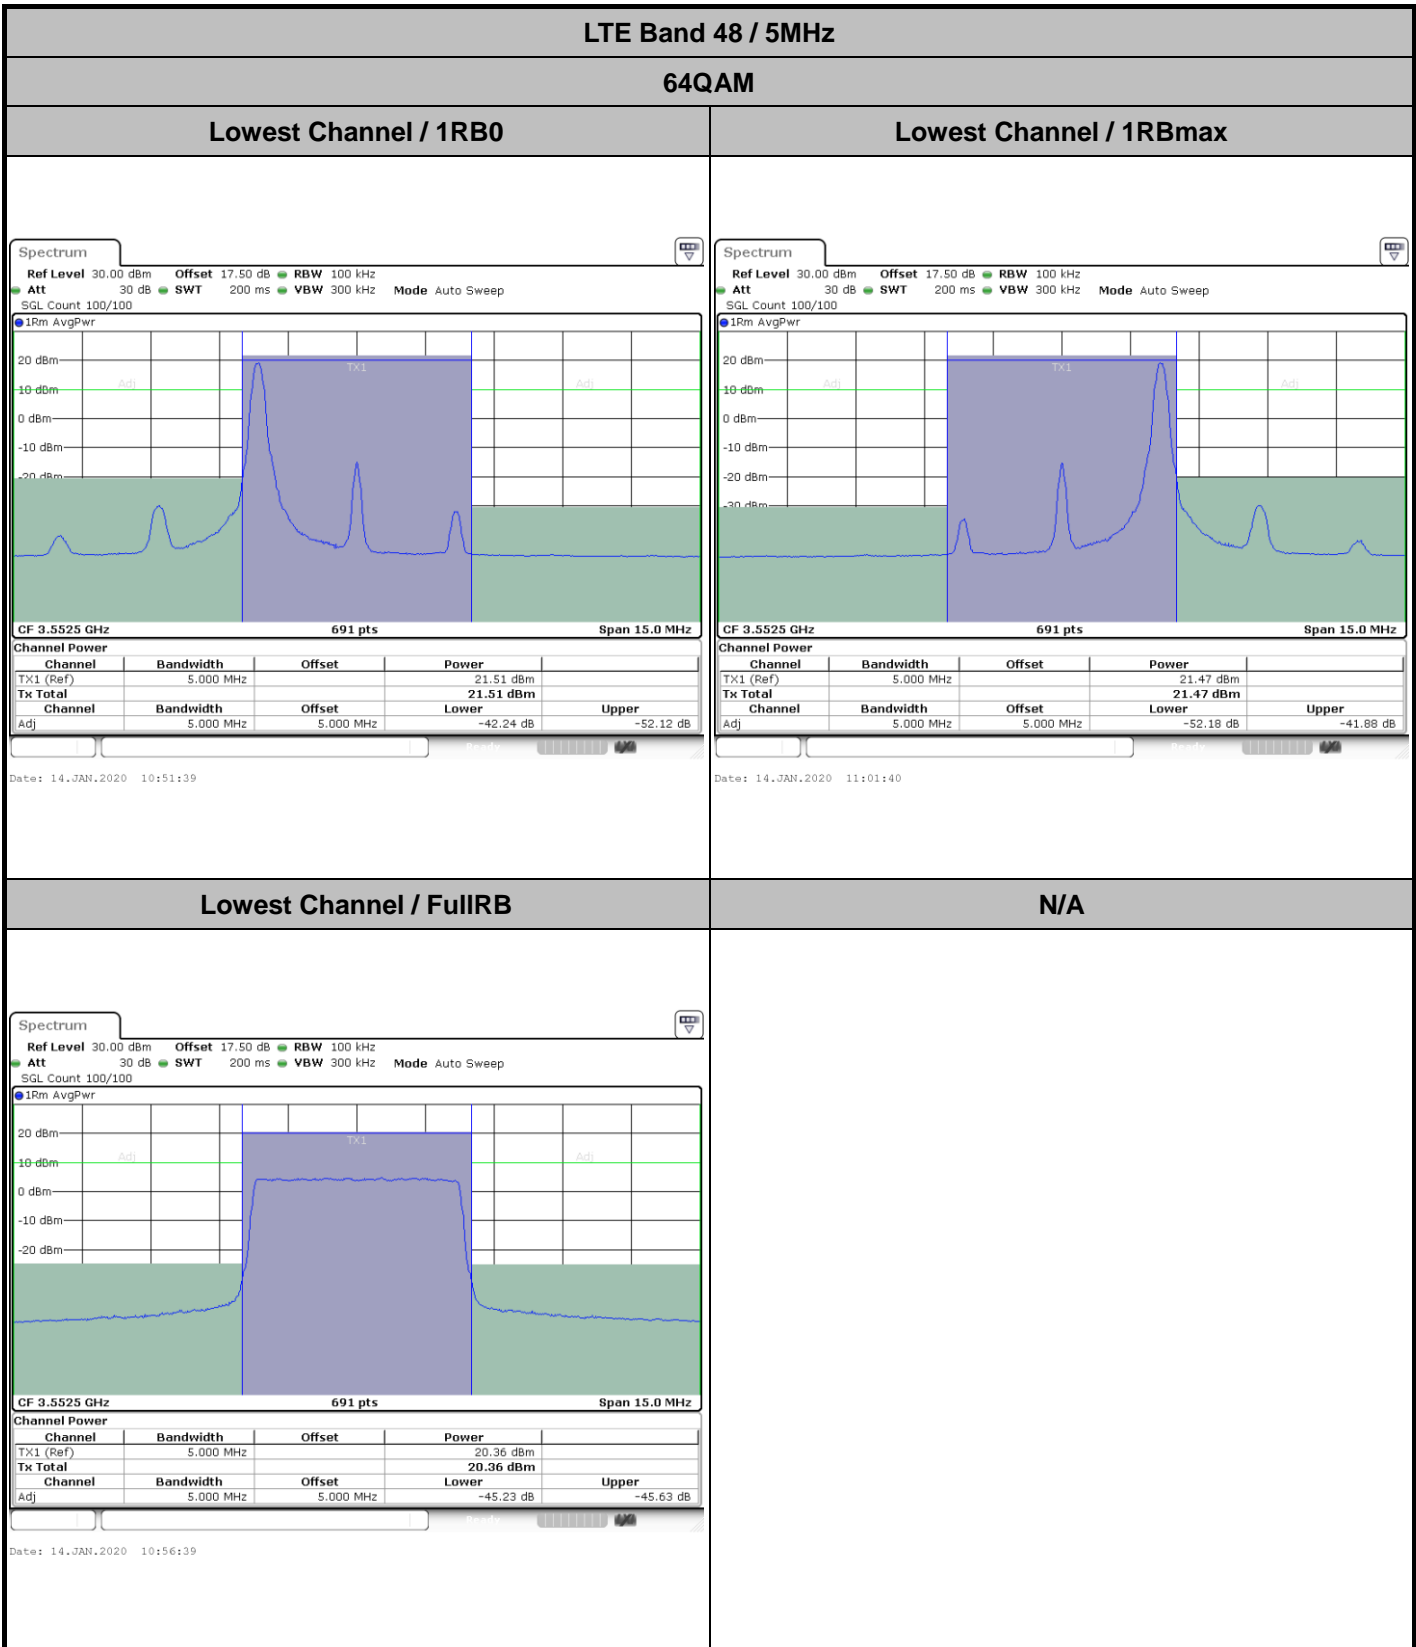 LTE Band 48 / 5MHz
64QAM
Lowest Channel / 1RB0
Lowest Channel / 1RBmax
Spectrum
Ref Level 30.00 dBm Offset 17.50 dB RBW 100 kHz
Att 30 dB SWT 200 ms VBW 300 kHz Mode Auto Sweep
SGL Count 100/100
1Rm AvgPwr
20 dBm
10 dBm
0 dBm
-10 dBm
-20 dBm
Adj
TX1
Adj
CF 3.5525 GHz 691 pts Span 15.0 MHz
Channel Power
Channel Bandwidth Offset Power
TX1 (Ref) 5.000 MHz 21.51 dBm
Tx Total 21.51 dBm
Channel Bandwidth Offset Lower Upper
Adj 5.000 MHz 5.000 MHz -42.24 dB -52.12 dB
Ready
Date: 14.JAN.2020 10:51:39
Spectrum
Ref Level 30.00 dBm Offset 17.50 dB RBW 100 kHz
Att 30 dB SWT 200 ms VBW 300 kHz Mode Auto Sweep
SGL Count 100/100
1Rm AvgPwr
20 dBm
10 dBm
0 dBm
-10 dBm
-20 dBm
-30 dBm
Adj
TX1
Adj
CF 3.5525 GHz 691 pts Span 15.0 MHz
Channel Power
Channel Bandwidth Offset Power
TX1 (Ref) 5.000 MHz 21.47 dBm
Tx Total 21.47 dBm
Channel Bandwidth Offset Lower Upper
Adj 5.000 MHz 5.000 MHz -52.18 dB -41.88 dB
Ready
Date: 14.JAN.2020 11:01:40
Lowest Channel / FullRB
N/A
Spectrum
Ref Level 30.00 dBm Offset 17.50 dB RBW 100 kHz
Att 30 dB SWT 200 ms VBW 300 kHz Mode Auto Sweep
SGL Count 100/100
1Rm AvgPwr
20 dBm
10 dBm
0 dBm
-10 dBm
-20 dBm
Adj
TX1
Adj
CF 3.5525 GHz 691 pts Span 15.0 MHz
Channel Power
Channel Bandwidth Offset Power
TX1 (Ref) 5.000 MHz 20.36 dBm
Tx Total 20.36 dBm
Channel Bandwidth Offset Lower Upper
Adj 5.000 MHz 5.000 MHz -45.23 dB -45.63 dB
Ready
Date: 14.JAN.2020 10:56:39